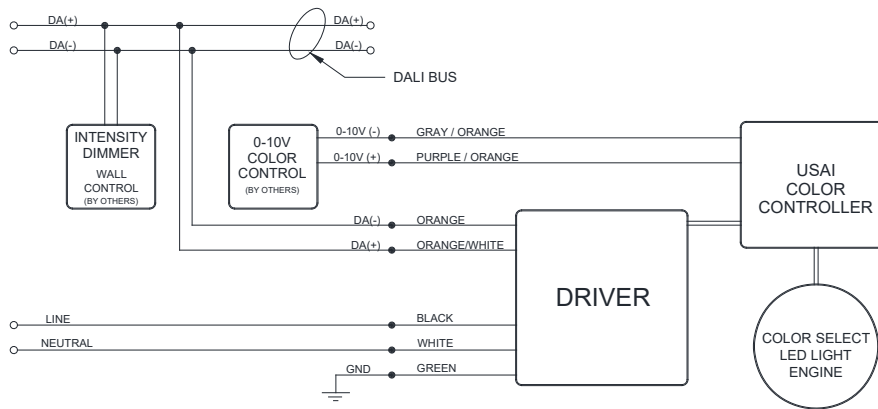 DA(+)
DA(+)
DA(-)
DA(-)
DALI BUS
INTENSITY
DIMMER
WALL
CONTROL
(BY OTHERS)
0-10V
COLOR
CONTROL
(BY OTHERS)
0-10V (-)
GRAY / ORANGE
0-10V (+)
PURPLE / ORANGE
USAI
COLOR
CONTROLLER
DA(-)
ORANGE
DA(+)
ORANGE/WHITE
DRIVER
LINE
BLACK
NEUTRAL
WHITE
GND
GREEN
COLOR SELECT
LED LIGHT
ENGINE